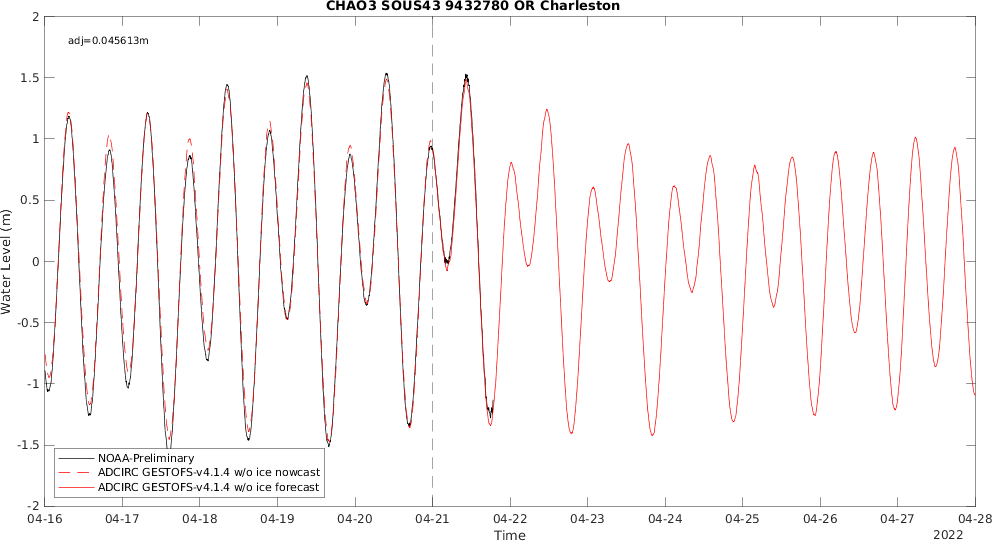 CHAO3 SOUS43 9432780 OR Charleston
adj=0.045613m
Water Level (m)
2
1.5
1
0.5
0
-0.5
-1
-1.5
-2
NOAA-Preliminary
ADCIRC GESTOFS-v4.1.4 w/o ice nowcast
ADCIRC GESTOFS-v4.1.4 w/o ice forecast
04-16 04-17 04-18 04-19 04-20 04-21 04-22 04-23 04-24 04-25 04-26 04-27 04-28
Time
2022